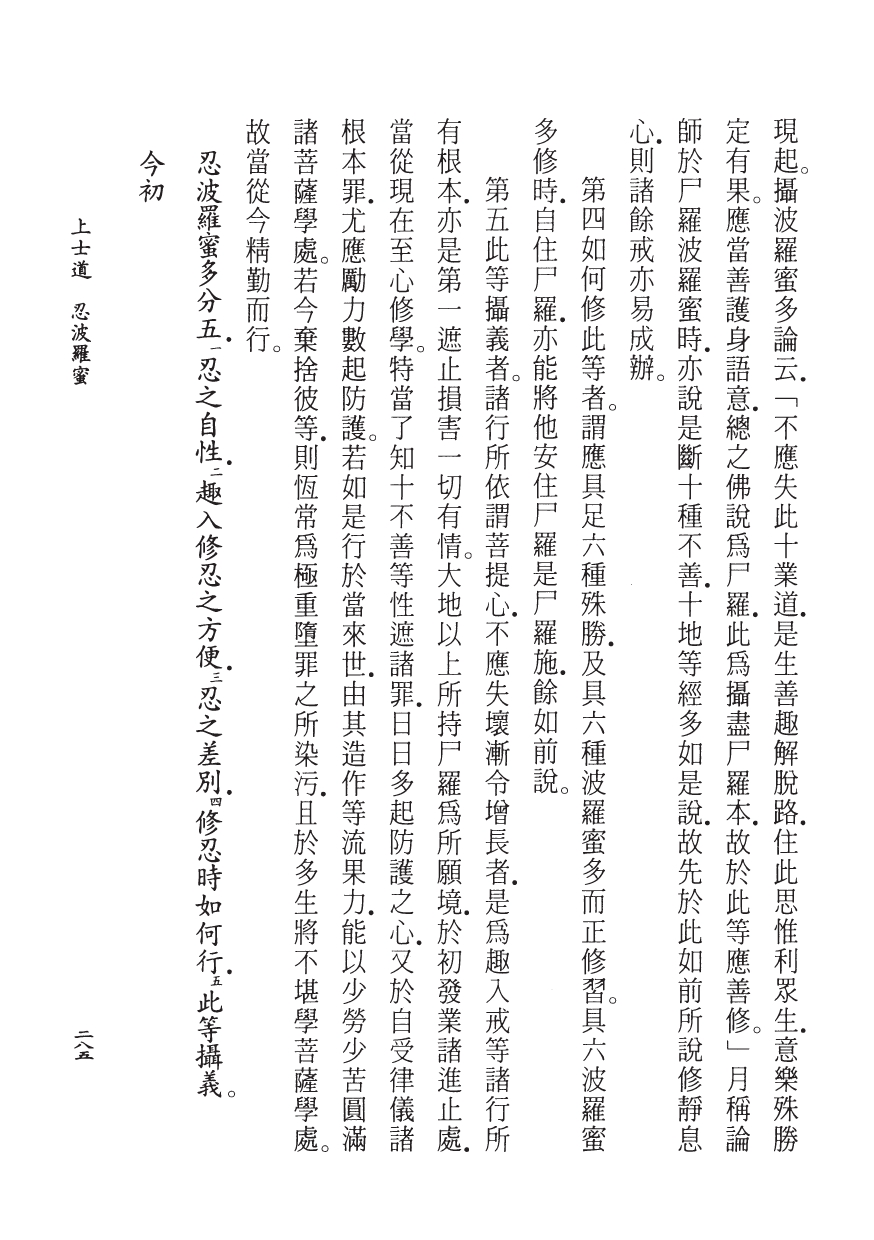 現起。攝波羅蜜多論云．「不應失此十業道．是生善趣解脫路．住此思惟利眾生．意樂殊勝
定有果。應當善護身語意．總之佛說爲尸羅．此爲攝盡尸羅本．故於此等應善修。」月稱論
師於尸羅波羅蜜時．亦說是斷十種不善．十地等經多如是說．故先於此如前所說修靜息
心．則諸餘戒亦易成辦。
第四如何修此等者。謂應具足六種殊勝．及具六種波羅蜜多而正修習。具六波羅蜜
多修時．自住尸羅．亦能將他安住尸羅是尸羅施．餘如前說。
第五此等攝義者。諸行所依謂菩提心．不應失壞漸令增長者．是爲趣入戒等諸行所
有根本．亦是第一遮止損害一切有情。大地以上所持尸羅爲所願境．於初發業諸進止處．
當從現在至心修學。特當了知十不善等性遮諸罪．日日多起防護之心．又於自受律儀諸
根本罪．尤應勵力數起防護。若如是行於當來世．由其造作等流果力．能以少勞少苦圓滿
諸菩薩學處。若今棄捨彼等．則恆常爲極重墮罪之所染污．且於多生將不堪學菩薩學處。
故當從今精勤而行。
忍波羅蜜多分五．一忍之自性．二趣入修忍之方便．三忍之差別．四修忍時如何行．五此等攝義。
今初
上士道　忍波羅蜜
二八五